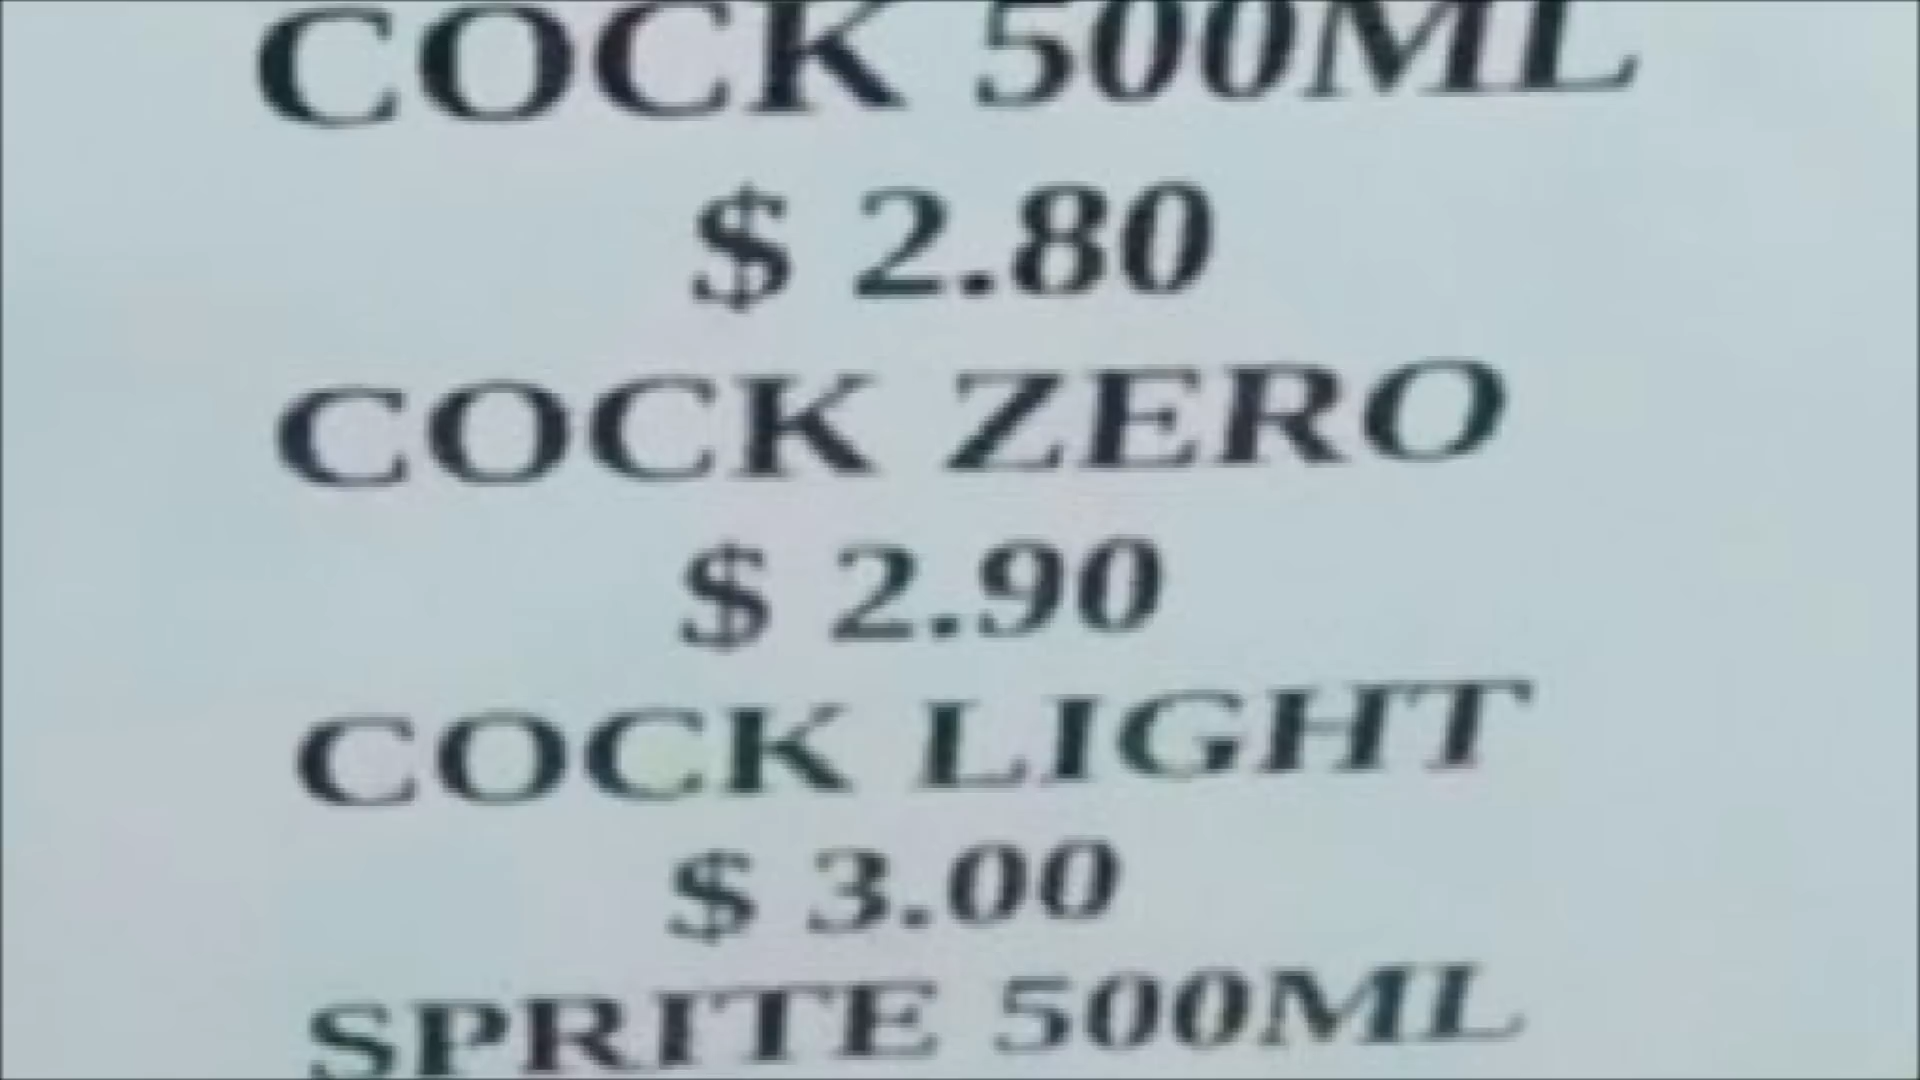 COCK 500ML
$ 2.80
COCK ZERO
$ 2.90
COCK LIGHT
$ 3.00
SPRITE 500ML